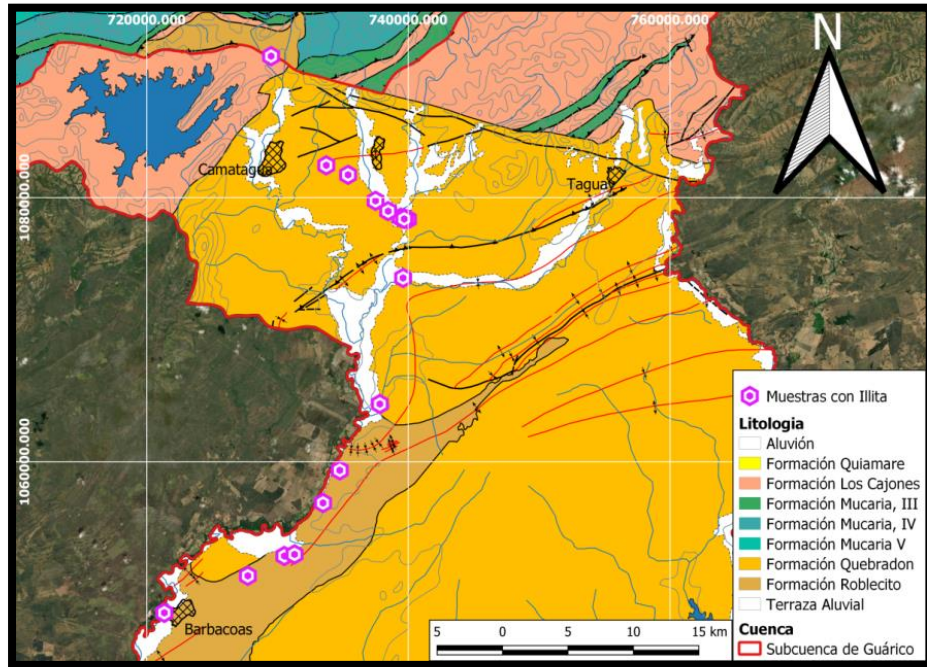 720000.000
740000.000
760000.000
N
Camatagua
Taguay
1080000.000
1060000.000
Barbacoas
Muestras con Illita
Litologia
Aluvión
Formación Quiamare
Formación Los Cajones
Formación Mucaria, III
Formación Mucaria, IV
Formación Mucaria V
Formación Quebradon
Formación Roblecito
Terraza Aluvial
Cuenca
Subcuenca de Guárico
5 0 5 10 15 km